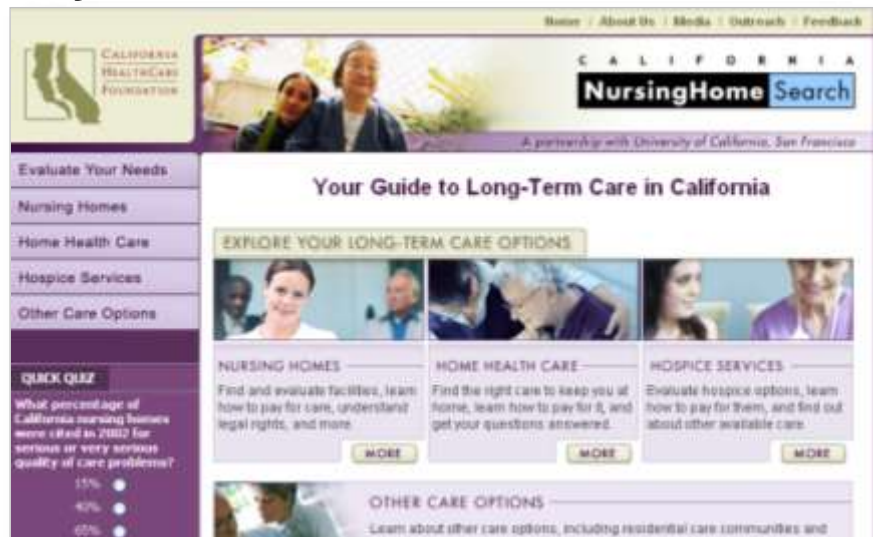 Home / About Us / Media / Outreach / Feedback
CALIFORNIA
HEALTHCARE
FOUNDATION
CALIFORNIA
NursingHome Search
A partnership with University of California, San Francisco
Evaluate Your Needs
Nursing Homes
Home Health Care
Hospice Services
Other Care Options
Your Guide to Long-Term Care in California
EXPLORE YOUR LONG-TERM CARE OPTIONS
NURSING HOMES
Find and evaluate facilities, learn
how to pay for care, understand
legal rights, and more.
MORE
HOME HEALTH CARE
Find the right care to keep you at
home, learn how to pay for it, and
get your questions answered.
MORE
HOSPICE SERVICES
Evaluate hospice options, learn
how to pay for them, and find out
about other available care.
MORE
QUICK QUIZ
What percentage of
California nursing homes
were cited in 2002 for
serious or very serious
quality of care problems?
15%
40%
65%
OTHER CARE OPTIONS
Learn about other care options, including residential care communities and